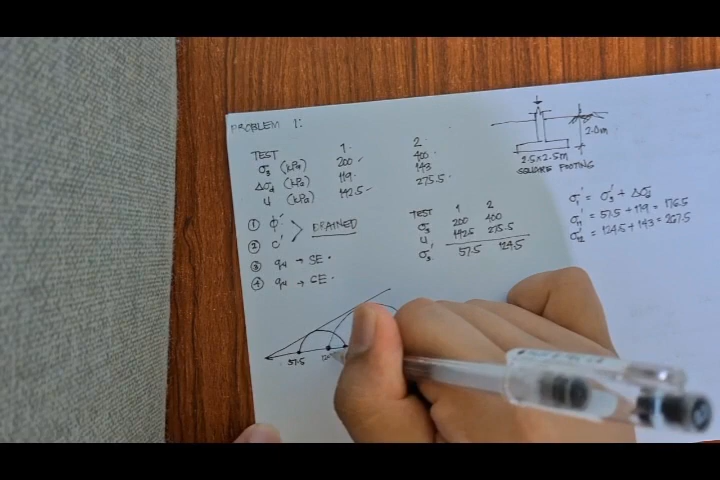 PROBLEM 1:
TEST 1. 2.
σ3 (kPa) 200 400
Δσd (kPa) 119. 143
u (kPa) 142.5 275.5
① φ'
② c' > DRAINED
③ qu → SE.
④ qu → CE.
2.0m
2.5x2.5m
SQUARE FOOTING
TEST 1 2
σ3 200 400
u 142.5 275.5
σ3' 57.5 124.5
σ1' = σ3' + Δσd
σ11' = 57.5 + 119 = 176.5
σ12' = 124.5 + 143 = 267.5
57.5